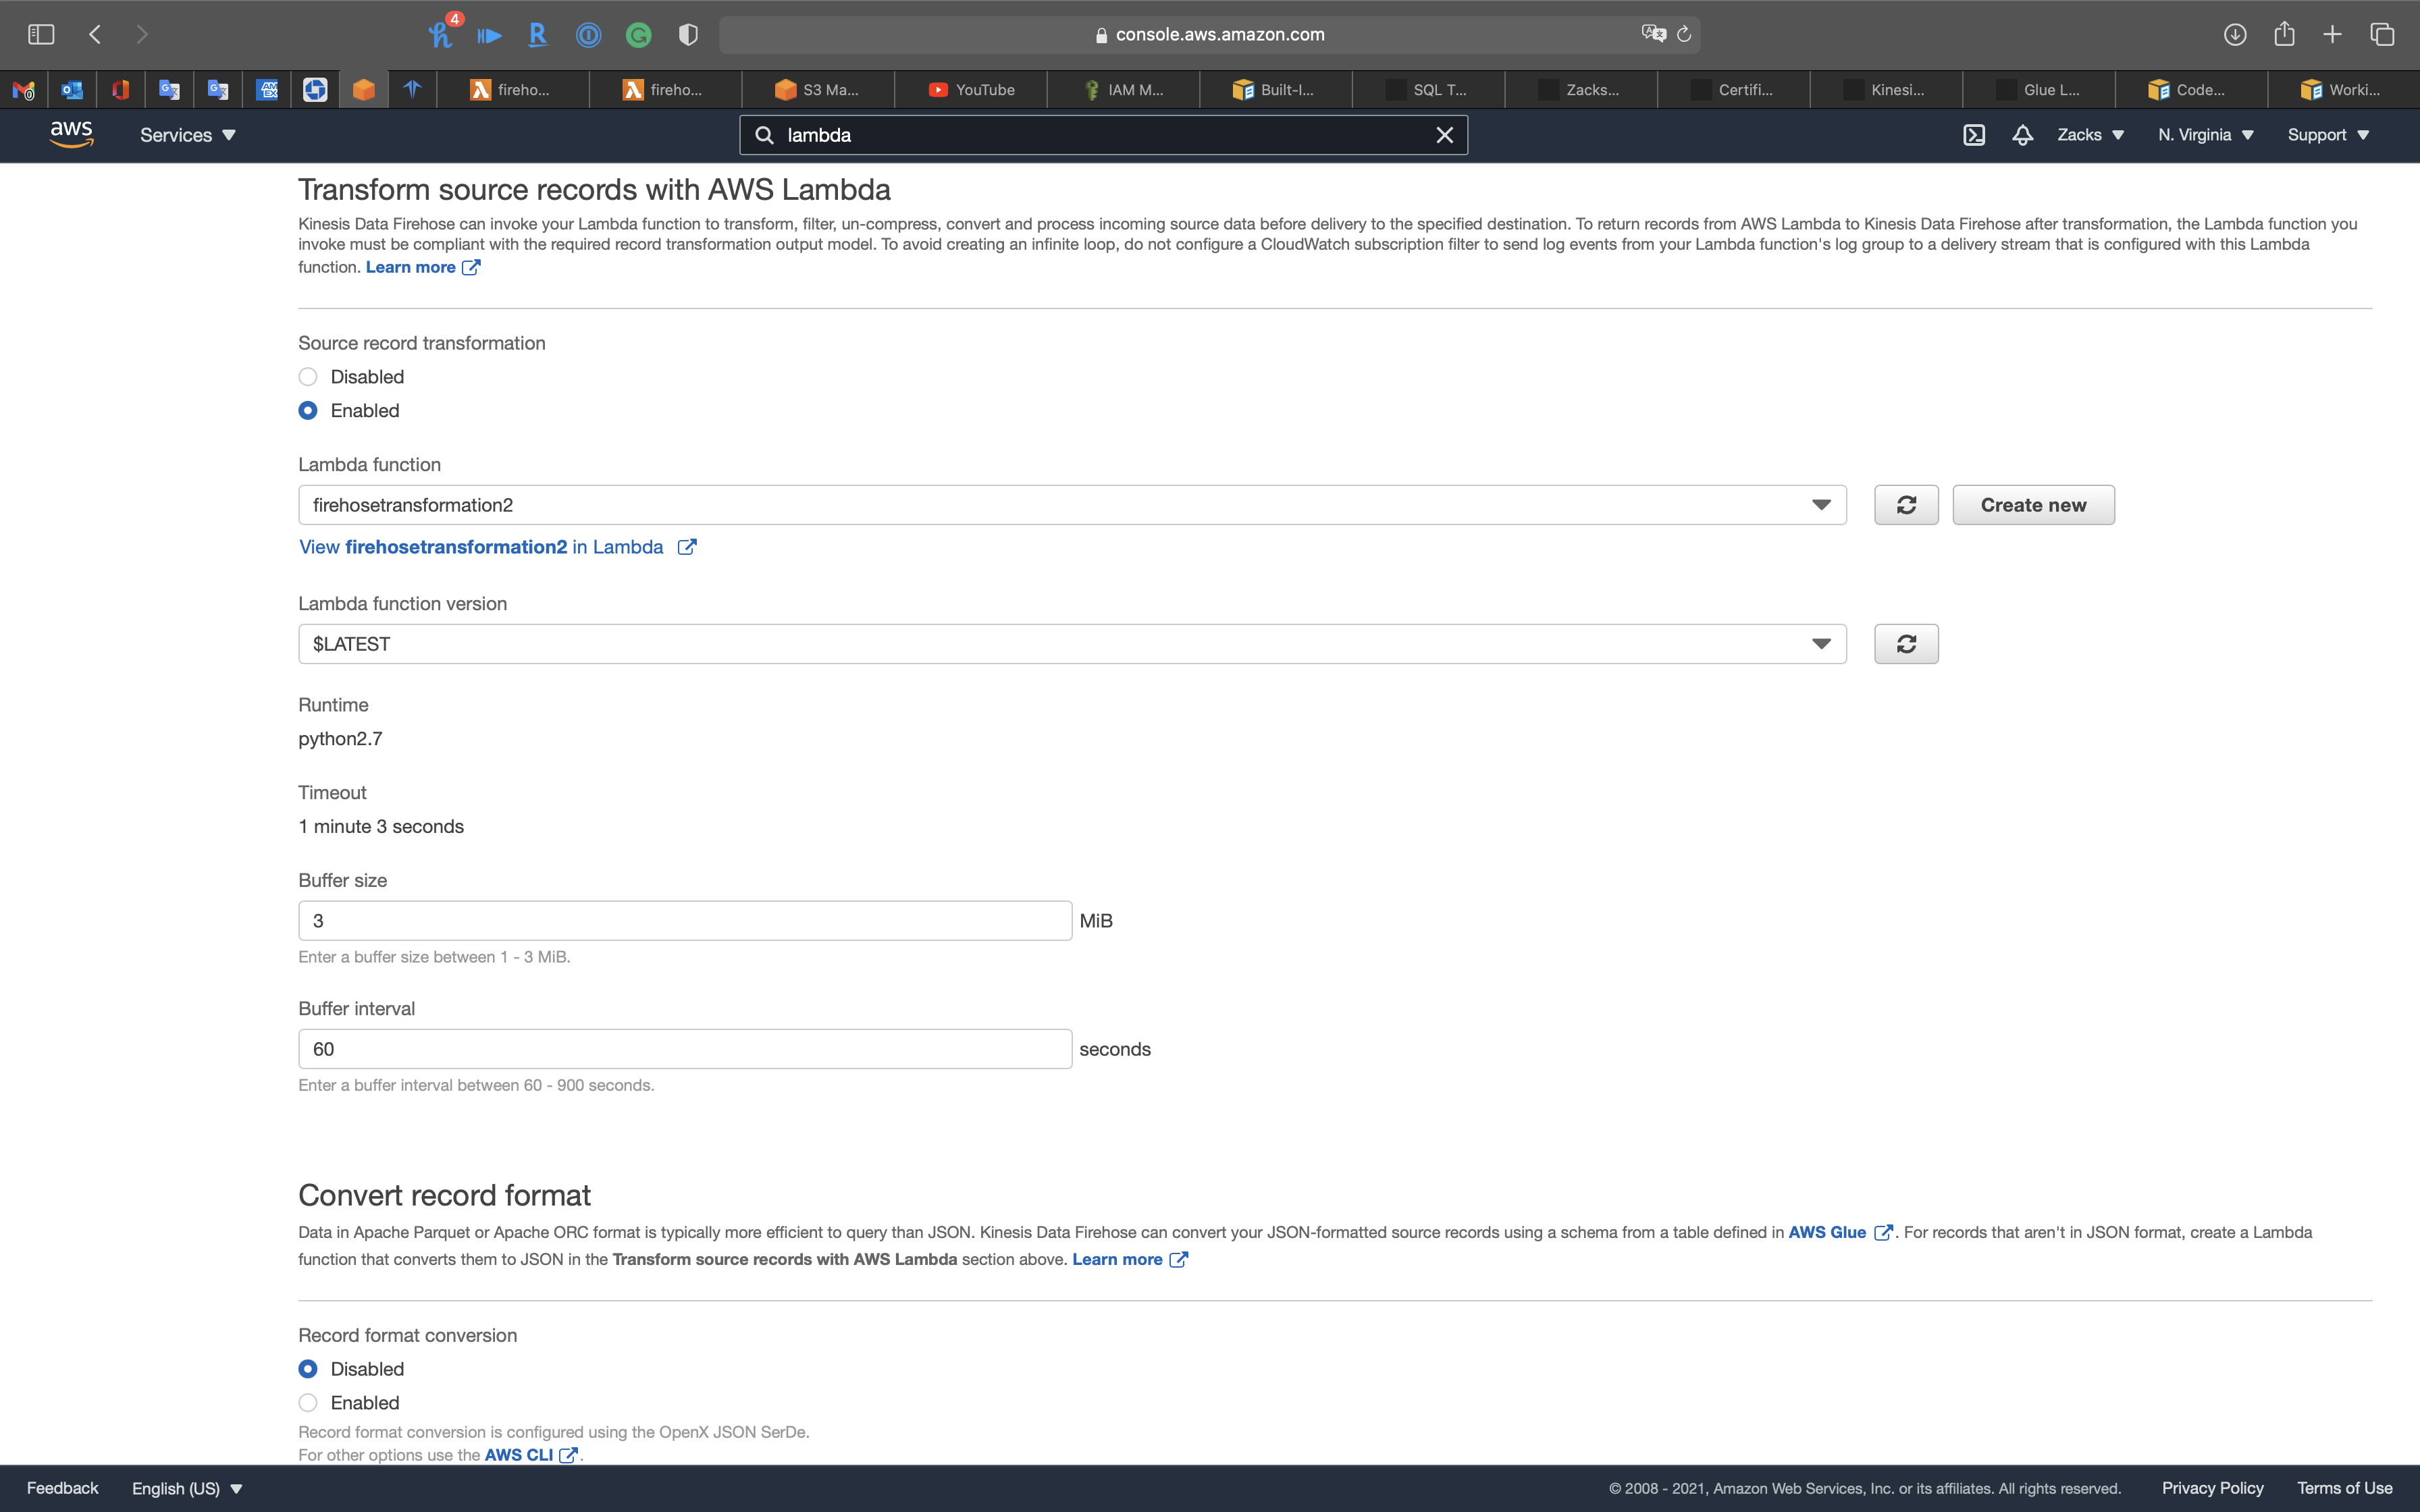 4
console.aws.amazon.com
fireho...
fireho...
S3 Ma...
YouTube
IAM M...
Built-I...
SQL T...
Zacks...
Certifi...
Kinesi...
Glue L...
Code...
Worki...
aws
Services
lambda
Zacks
N. Virginia
Support
Transform source records with AWS Lambda
Kinesis Data Firehose can invoke your Lambda function to transform, filter, un-compress, convert and process incoming source data before delivery to the specified destination. To return records from AWS Lambda to Kinesis Data Firehose after transformation, the Lambda function you
invoke must be compliant with the required record transformation output model. To avoid creating an infinite loop, do not configure a CloudWatch subscription filter to send log events from your Lambda function's log group to a delivery stream that is configured with this Lambda
function. Learn more
Source record transformation
Disabled
Enabled
Lambda function
firehosetransformation2
Create new
View firehosetransformation2 in Lambda
Lambda function version
$LATEST
Runtime
python2.7
Timeout
1 minute 3 seconds
Buffer size
3 MiB
Enter a buffer size between 1 - 3 MiB.
Buffer interval
60 seconds
Enter a buffer interval between 60 - 900 seconds.
Convert record format
Data in Apache Parquet or Apache ORC format is typically more efficient to query than JSON. Kinesis Data Firehose can convert your JSON-formatted source records using a schema from a table defined in AWS Glue . For records that aren't in JSON format, create a Lambda
function that converts them to JSON in the Transform source records with AWS Lambda section above. Learn more
Record format conversion
Disabled
Enabled
Record format conversion is configured using the OpenX JSON SerDe.
For other options use the AWS CLI .
Feedback
English (US)
© 2008 - 2021, Amazon Web Services, Inc. or its affiliates. All rights reserved.
Privacy Policy
Terms of Use